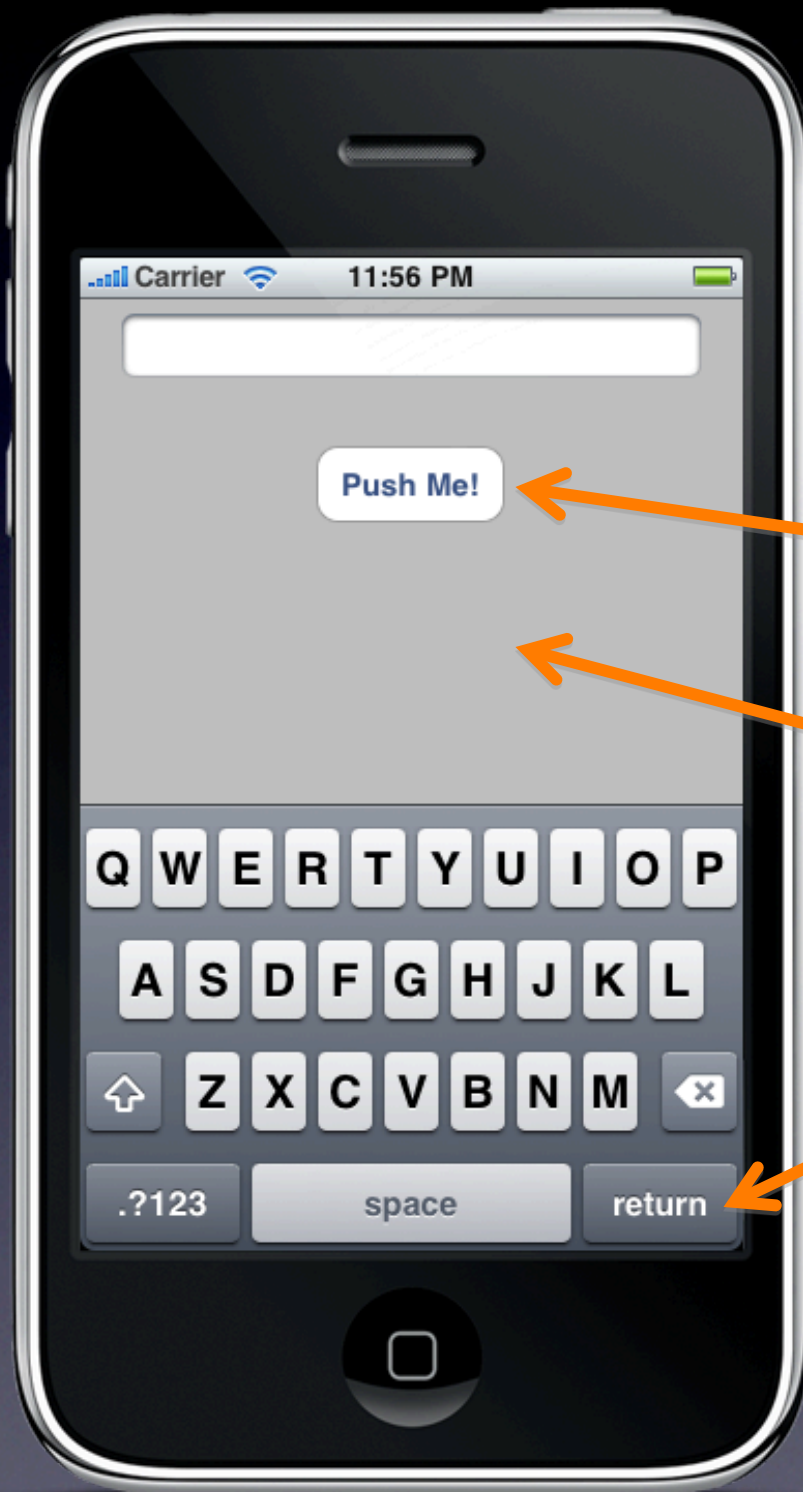 Carrier 11:56 PM
Push Me!
Q W E R T Y U I O P
A S D F G H J K L
Z X C V B N M
.?123 space return